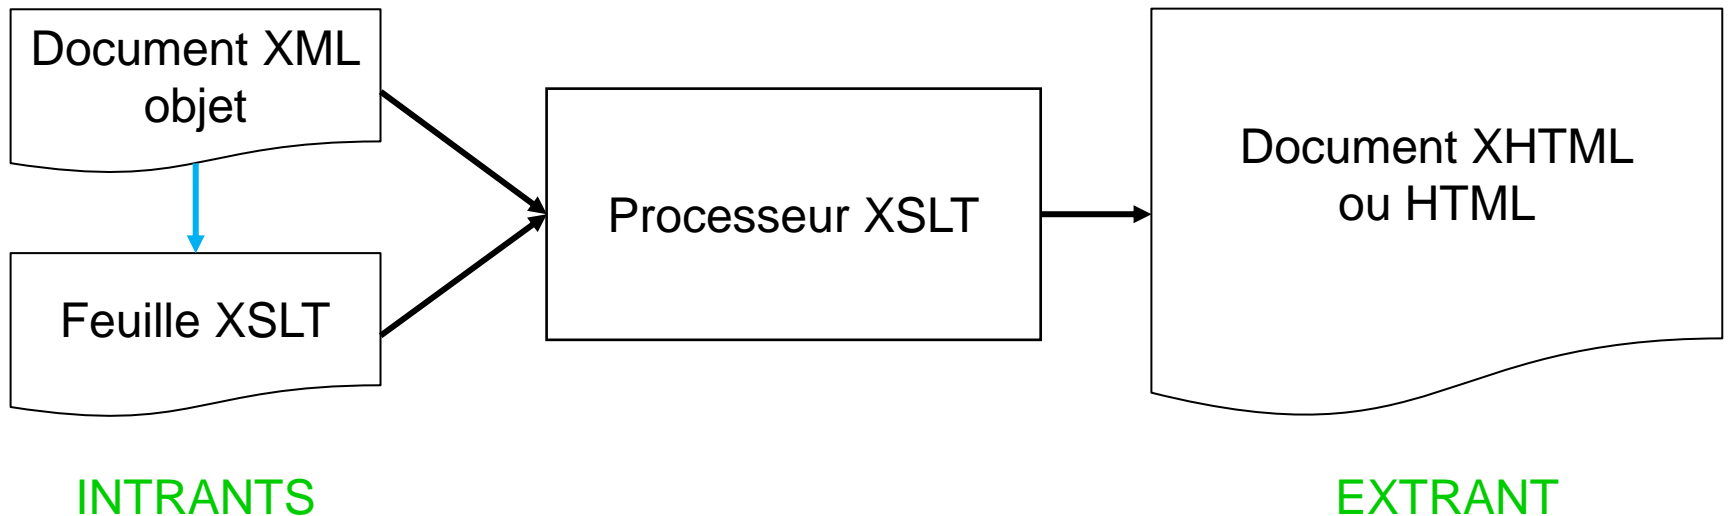 Document XML
objet
Feuille XSLT
Processeur XSLT
Document XHTML
ou HTML
INTRANTS
EXTRANT